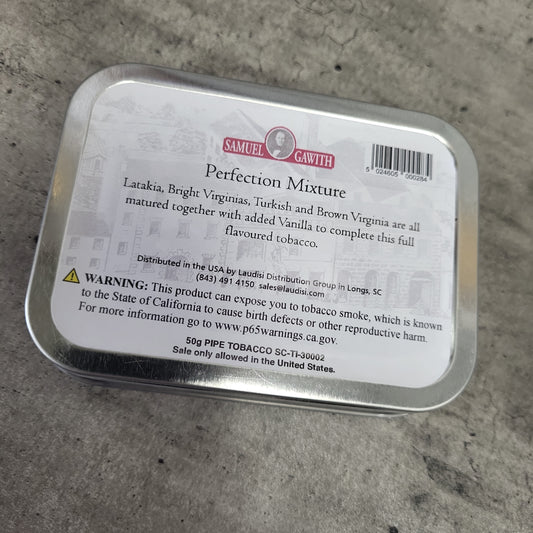 SAMUEL GAWITH
Perfection Mixture
Latakia, Bright Virginias, Turkish and Brown Virginia are all
matured together with added Vanilla to complete this full
flavoured tobacco.
5 024605 000284
Distributed in the USA by Laudisi Distribution Group in Longs, SC
(843) 491 4150 sales@laudisi.com
WARNING: This product can expose you to tobacco smoke, which is known
to the State of California to cause birth defects or other reproductive harm.
For more information go to www.p65warnings.ca.gov.
50g PIPE TOBACCO SC-TI-30002
Sale only allowed in the United States.